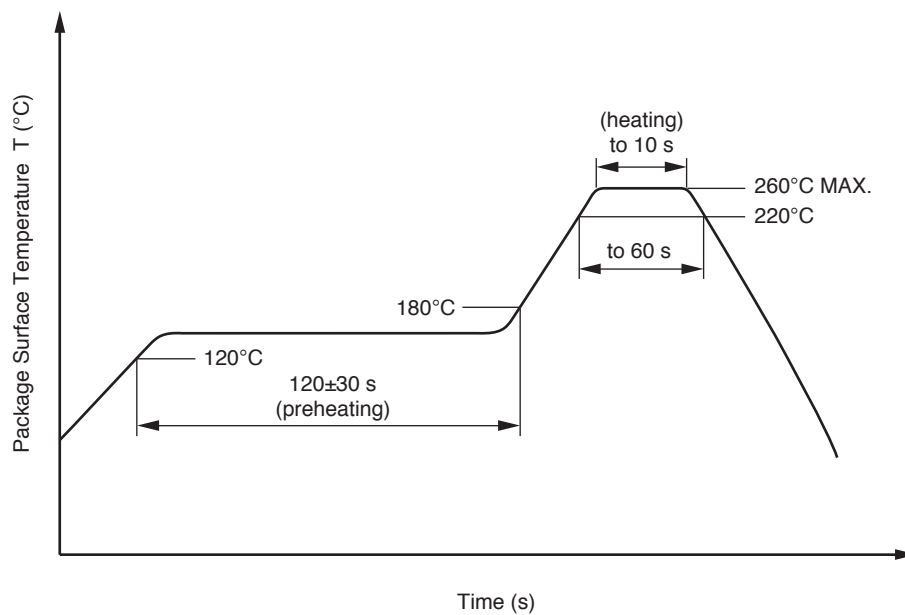 Package Surface Temperature T (°C)
(heating)
to 10 s
260°C MAX.
220°C
to 60 s
180°C
120°C
120±30 s
(preheating)
Time (s)